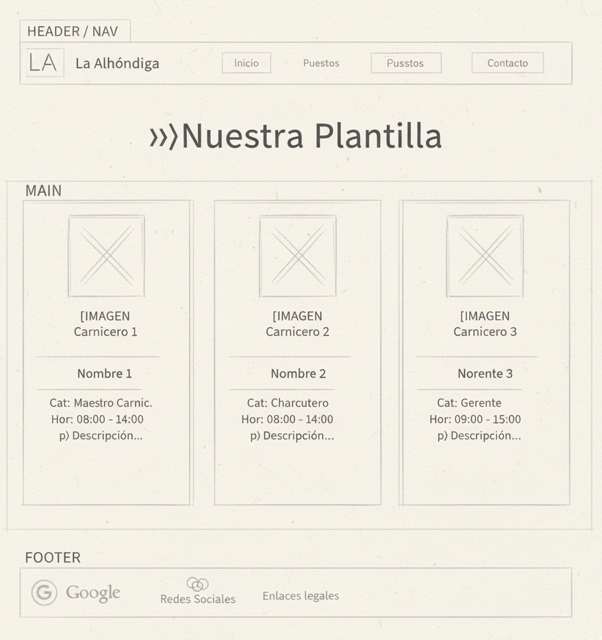 HEADER / NAV
LA La Alhóndiga Inicio Puestos Pusstos Contacto
»⟩Nuestra Plantilla
MAIN
[IMAGEN
Carnicero 1
Nombre 1
Cat: Maestro Carnic.
Hor: 08:00 - 14:00
p) Descripción...
[IMAGEN
Carnicero 2
Nombre 2
Cat: Charcutero
Hor: 08:00 - 14:00
p) Descripción...
[IMAGEN
Carnicero 3
Norente 3
Cat: Gerente
Hor: 09:00 - 15:00
p) Descripción...
FOOTER
G Google Redes Sociales Enlaces legales